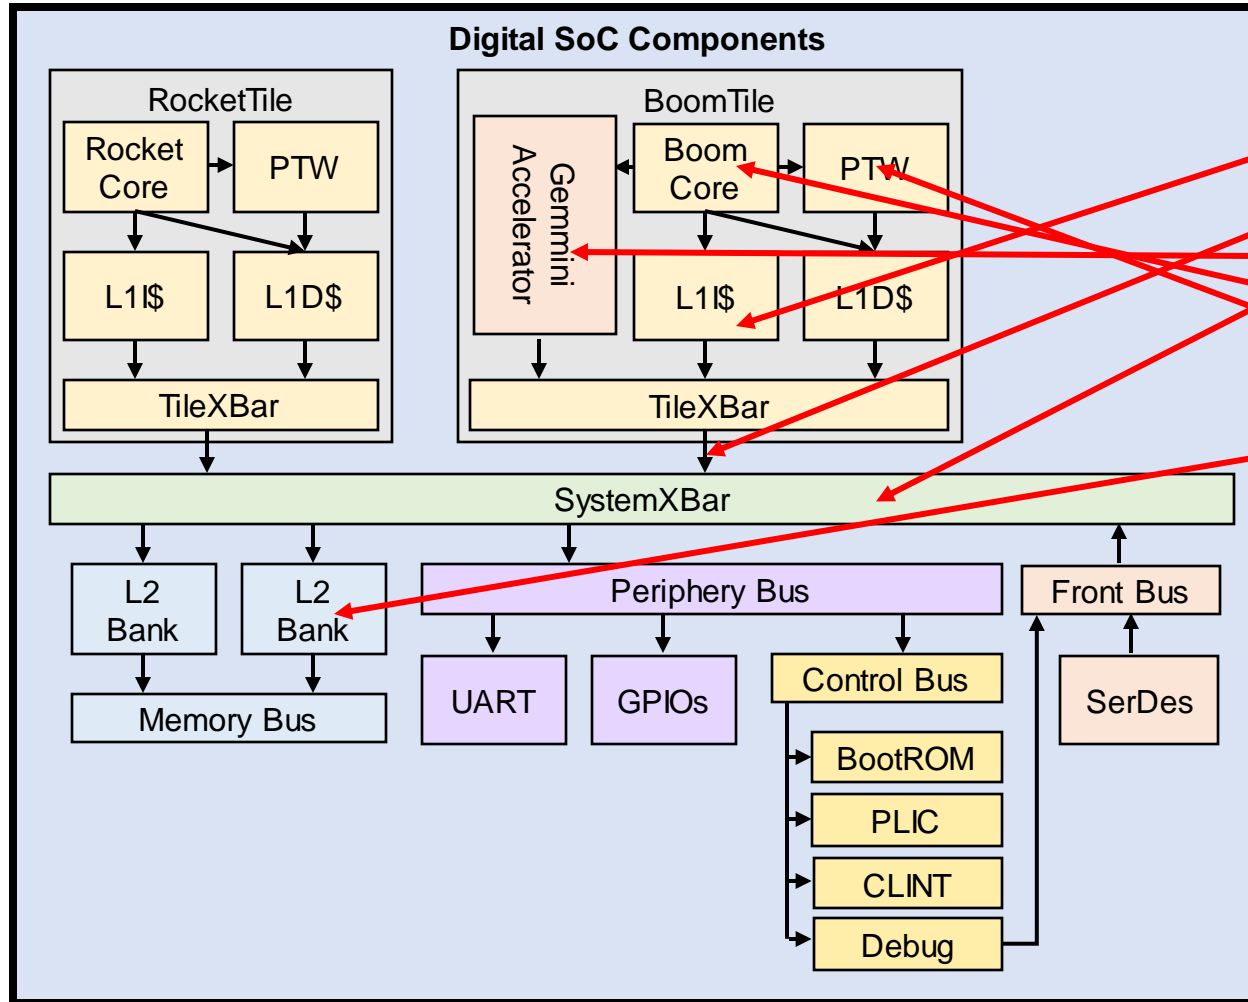 Digital SoC Components
RocketTile
Rocket
Core
PTW
L1I$
L1D$
TileXBar
BoomTile
Gemmini
Accelerator
Boom
Core
PTW
L1I$
L1D$
TileXBar
SystemXBar
L2
Bank
L2
Bank
Memory Bus
Periphery Bus
UART
GPIOs
Control Bus
BootROM
PLIC
CLINT
Debug
Front Bus
SerDes